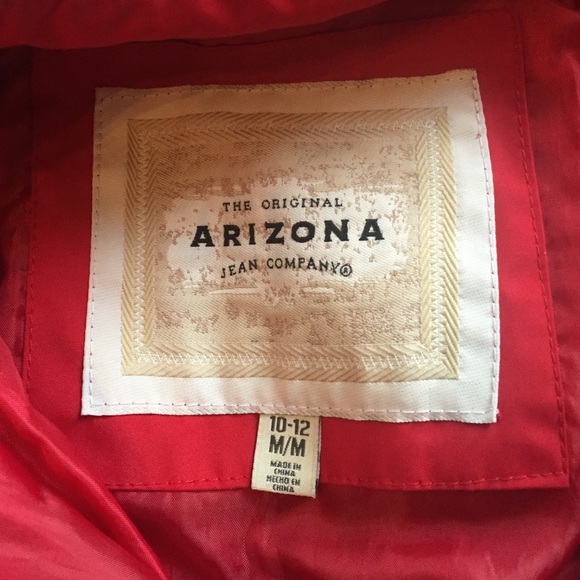 THE ORIGINAL
ARIZONA
JEAN COMPANY®
10-12
M/M
MADE IN
CHINA
HECHO EN
CHINA